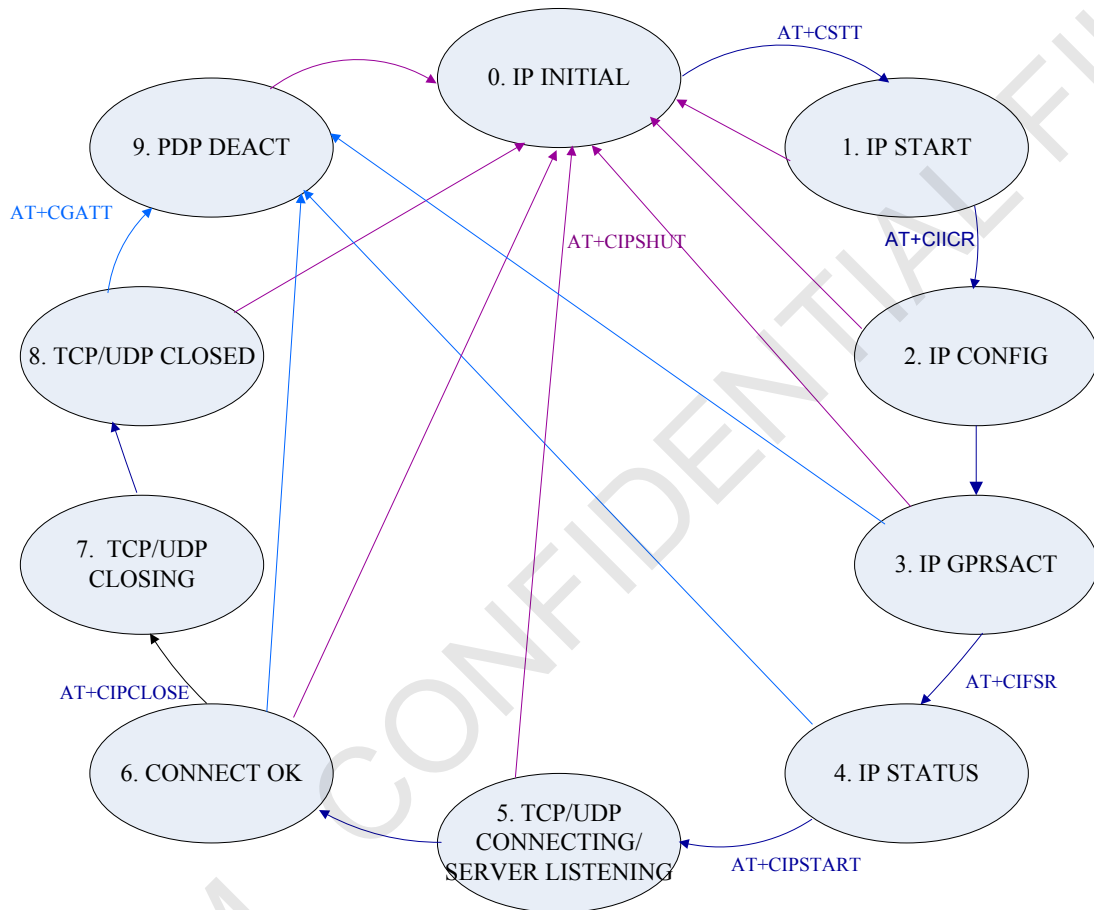 0. IP INITIAL
AT+CSTT
9. PDP DEACT
1. IP START
AT+CGATT
AT+CIPSHUT
AT+CIICR
8. TCP/UDP CLOSED
2. IP CONFIG
7. TCP/UDP
CLOSING
3. IP GPRSACT
AT+CIPCLOSE
AT+CIFSR
6. CONNECT OK
4. IP STATUS
5. TCP/UDP
CONNECTING/
SERVER LISTENING
AT+CIPSTART
CONFIDENTIAL